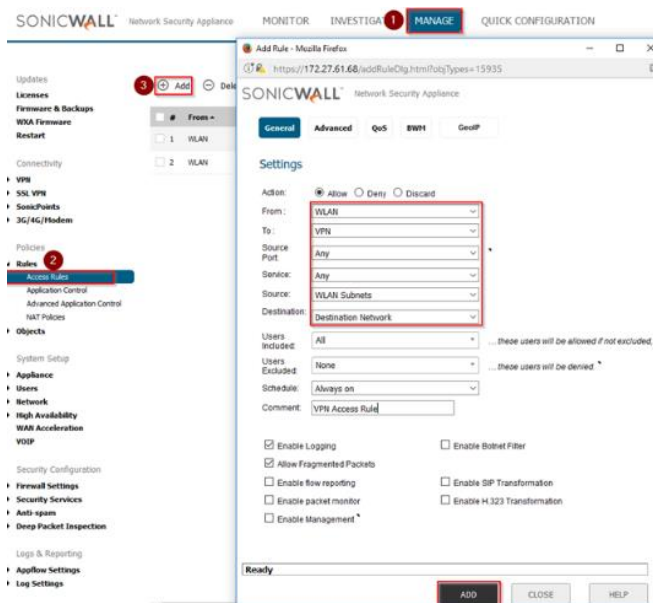 SONICWALL Network Security Appliance MONITOR INVESTIGAT 1 MANAGE QUICK CONFIGURATION
Add Rule - Mozilla Firefox
https://172.27.61.68/addRuleDlg.html?objTypes=15935
SONICWALL Network Security Appliance
Updates
Licenses
Firmware & Backups
WXA Firmware
Restart
Connectivity
VPN
SSL VPN
SonicPoints
3G/4G/Modem
Policies
Rules 2
Access Rules
Application Control
Advanced Application Control
NAT Policies
Objects
System Setup
Appliance
Users
Network
High Availability
WAN Acceleration
VOIP
Security Configuration
Firewall Settings
Security Services
Anti-spam
Deep Packet Inspection
Logs & Reporting
Appflow Settings
Log Settings
3 Add Dele
# From
1 WLAN
2 WLAN
General Advanced QoS BWM GeoIP
Settings
Action: Allow Deny Discard
From : WLAN
To : VPN
Source Port: Any
Service: Any
Source: WLAN Subnets
Destination: Destination Network
Users Included: All ...these users will be allowed if not excluded.
Users Excluded: None ...these users will be denied.
Schedule: Always on
Comment: VPN Access Rule
Enable Logging Enable Botnet Filter
Allow Fragmented Packets
Enable flow reporting Enable SIP Transformation
Enable packet monitor Enable H.323 Transformation
Enable Management
Ready
ADD CLOSE HELP